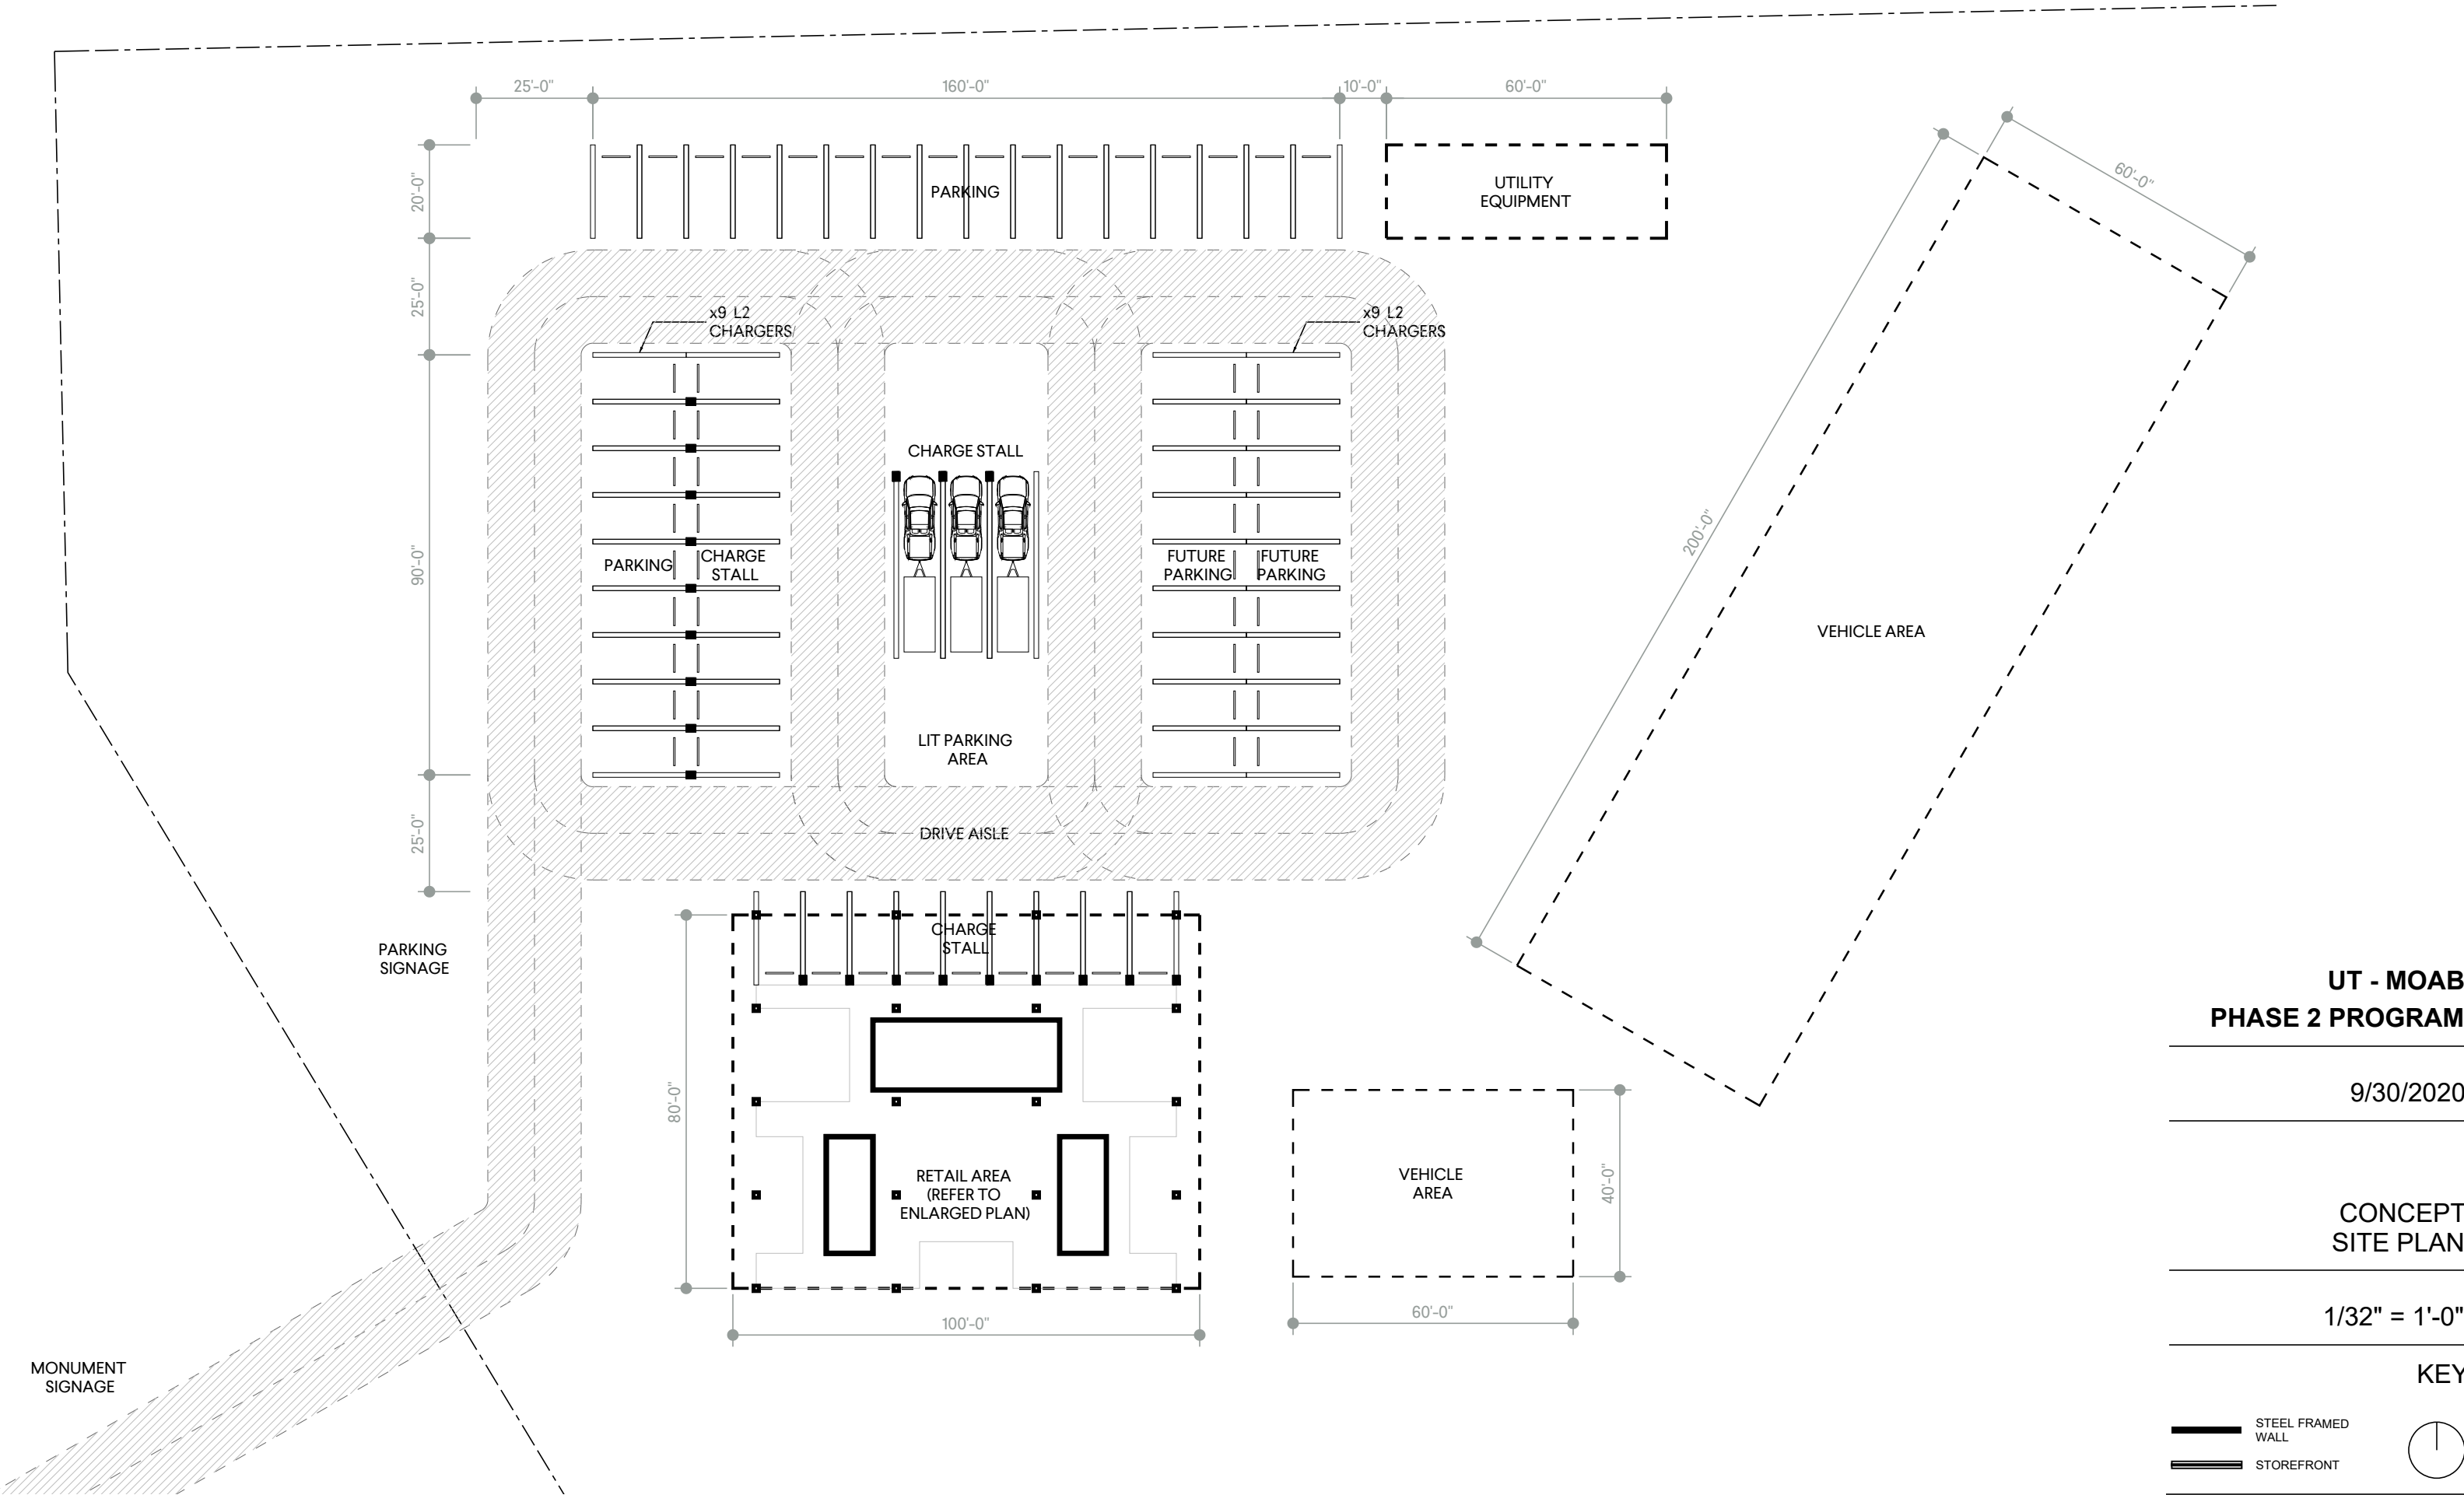 25'-0"
160'-0"
10'-0"
60'-0"
20'-0"
PARKING
UTILITY
EQUIPMENT
60'-0"
25'-0"
x9 L2
CHARGERS
x9 L2
CHARGERS
CHARGE STALL
90'-0"
PARKING
CHARGE
STALL
FUTURE
PARKING
FUTURE
PARKING
200'-0"
VEHICLE AREA
LIT PARKING
AREA
25'-0"
DRIVE AISLE
PARKING
SIGNAGE
CHARGE
STALL
80'-0"
RETAIL AREA
(REFER TO
ENLARGED PLAN)
VEHICLE
AREA
40'-0"
100'-0"
60'-0"
MONUMENT
SIGNAGE
UT - MOAB
PHASE 2 PROGRAM
9/30/2020
CONCEPT
SITE PLAN
1/32" = 1'-0"
KEY
STEEL FRAMED
WALL
STOREFRONT